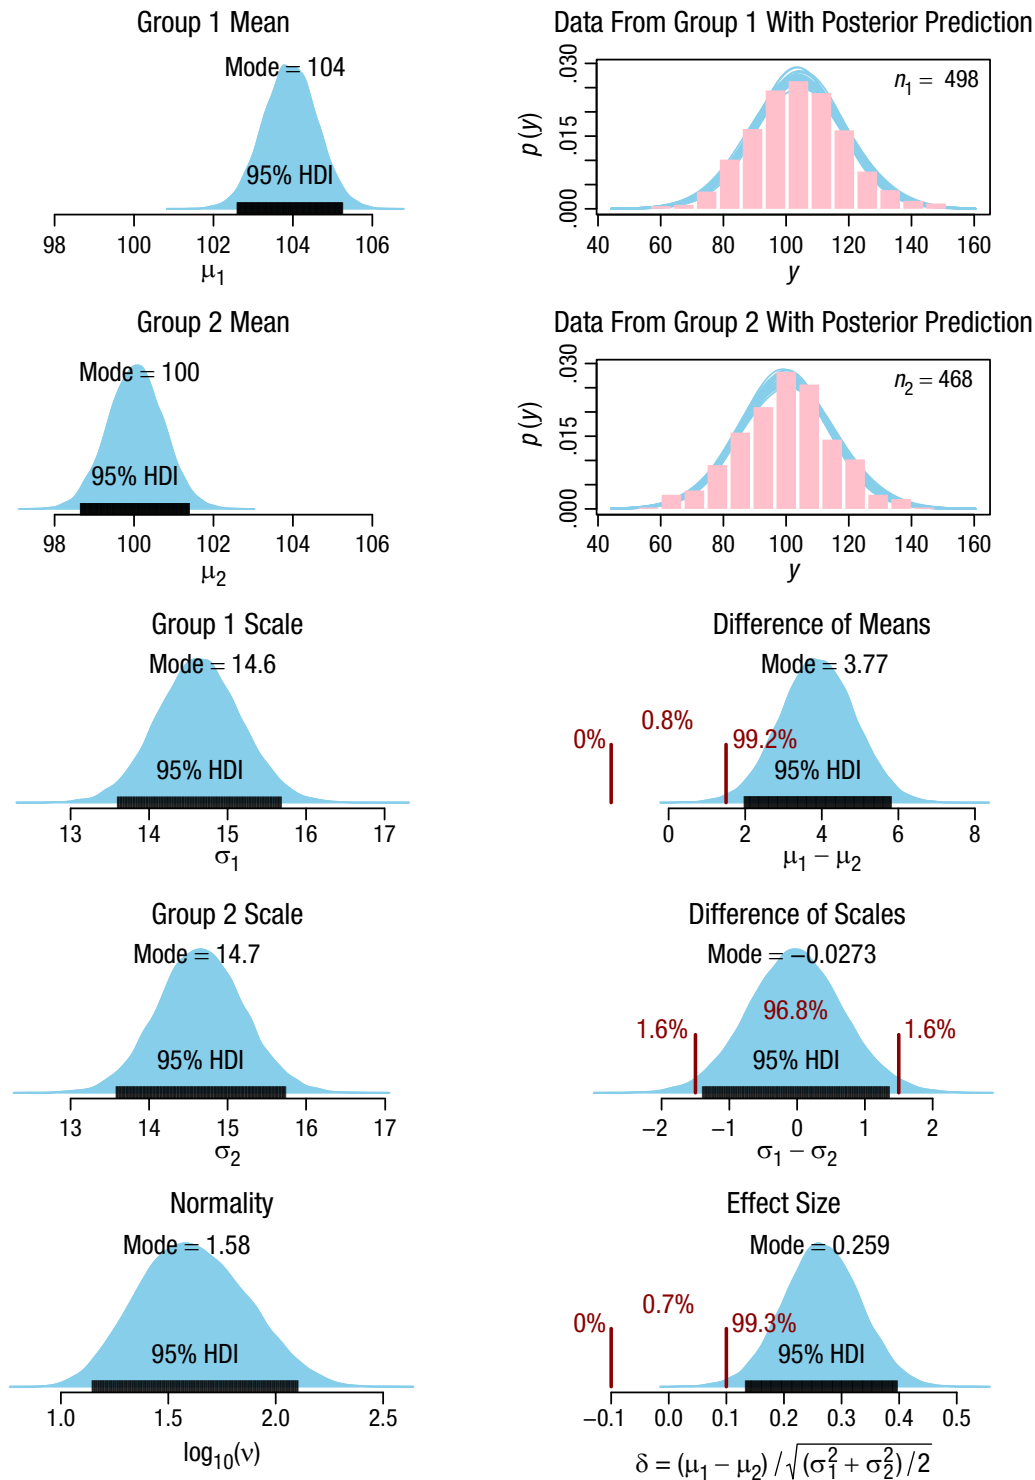 Group 1 Mean
Mode = 104
95% HDI
98 100 102 104 106
μ1
Data From Group 1 With Posterior Prediction
n1 = 498
p(y)
.000 .015 .030
40 60 80 100 120 140 160
y
Group 2 Mean
Mode = 100
95% HDI
98 100 102 104 106
μ2
Data From Group 2 With Posterior Prediction
n2 = 468
p(y)
.000 .015 .030
40 60 80 100 120 140 160
y
Group 1 Scale
Mode = 14.6
95% HDI
13 14 15 16 17
σ1
Difference of Means
Mode = 3.77
0% 0.8% 99.2%
95% HDI
0 2 4 6 8
μ1 − μ2
Group 2 Scale
Mode = 14.7
95% HDI
13 14 15 16 17
σ2
Difference of Scales
Mode = −0.0273
1.6% 96.8% 1.6%
95% HDI
−2 −1 0 1 2
σ1 − σ2
Normality
Mode = 1.58
95% HDI
1.0 1.5 2.0 2.5
log10(ν)
Effect Size
Mode = 0.259
0% 0.7% 99.3%
95% HDI
−0.1 0.0 0.1 0.2 0.3 0.4 0.5
δ = (μ1 − μ2) / √(σ1² + σ2²) / 2